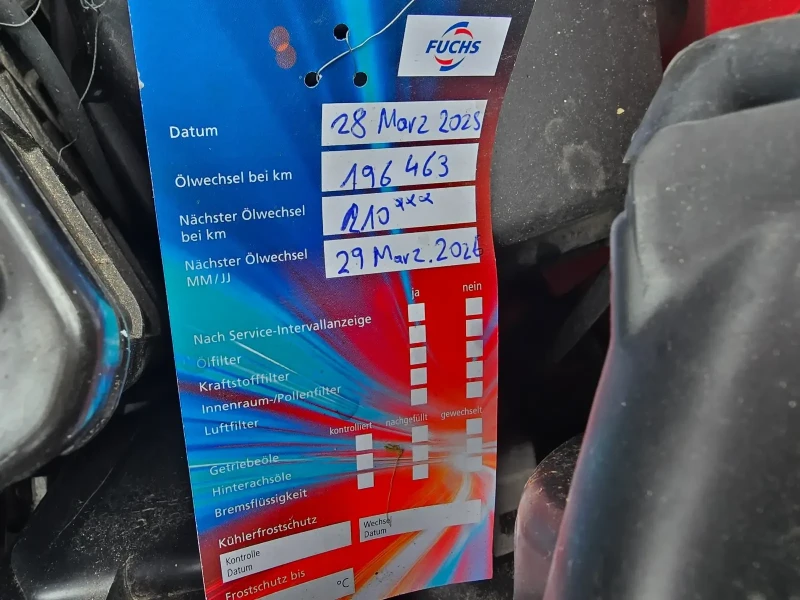 FUCHS
Datum 28 Marz 2025
Ölwechsel bei km 196 463
Nächster Ölwechsel
bei km 210 ***
Nächster Ölwechsel
MM/JJ 29 Marz. 2026
ja nein
Nach Service-Intervallanzeige
Ölfilter
Kraftstofffilter
Innenraum-/Pollenfilter
Luftfilter
kontrolliert nachgefüllt gewechselt
Getriebeöle
Hinterachsöle
Bremsflüssigkeit
Kühlerfrostschutz
Kontrolle
Datum
Wechsel
Datum
Frostschutz bis °C